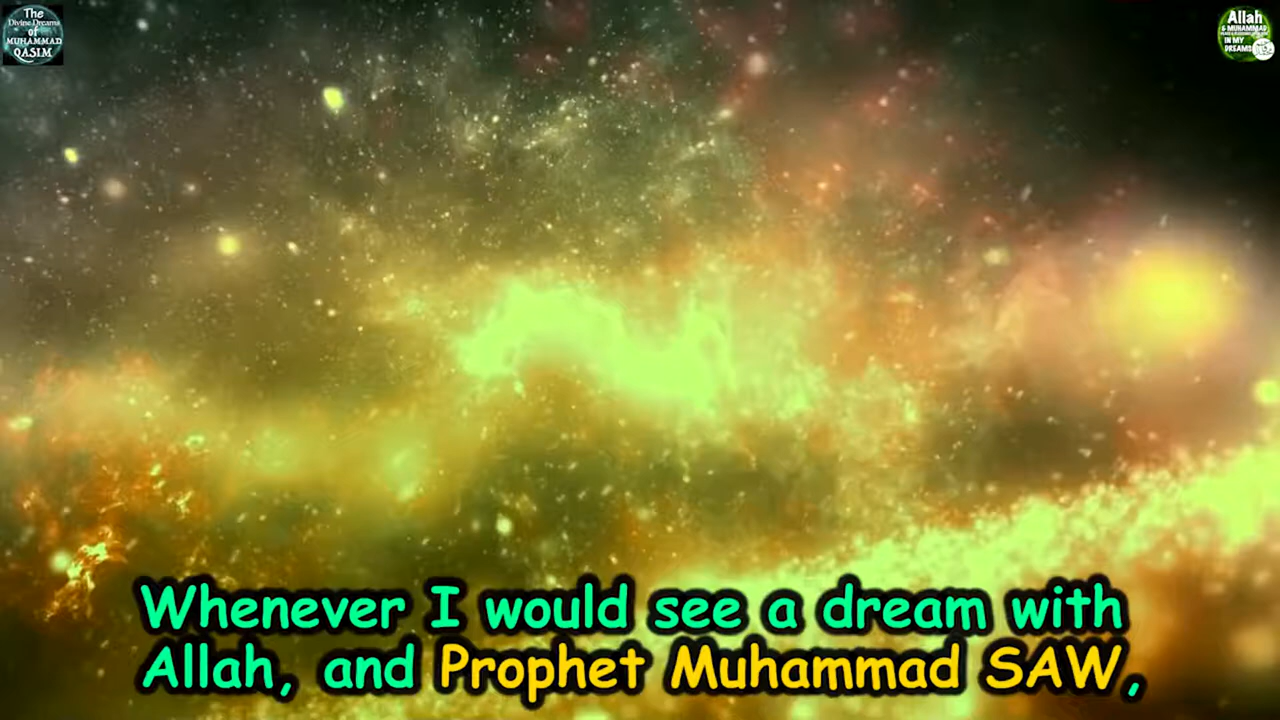 The
Divine Dreams
of
MUHAMMAD
QASIM
Allah
& MUHAMMAD
IN MY
DREAMS
Whenever I would see a dream with
Allah, and Prophet Muhammad SAW,